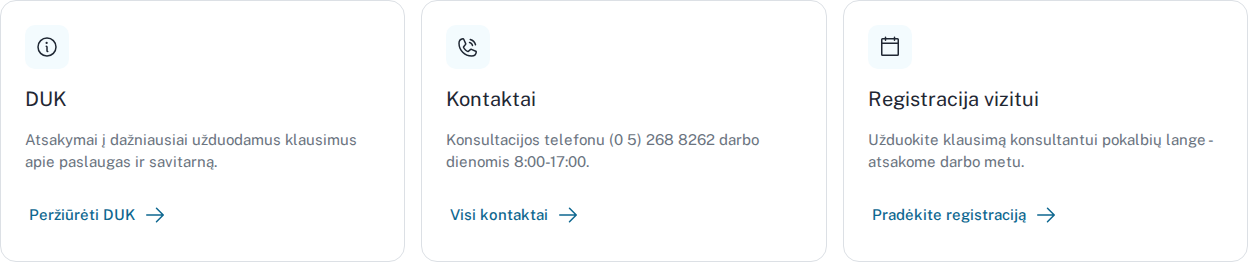 DUK
Atsakymai į dažniausiai užduodamus klausimus
apie paslaugas ir savitarną.
Peržiūrėti DUK
Kontaktai
Konsultacijos telefonu (0 5) 268 8262 darbo
dienomis 8:00-17:00.
Visi kontaktai
Registracija vizitui
Užduokite klausimą konsultantui pokalbių lange -
atsakome darbo metu.
Pradėkite registraciją